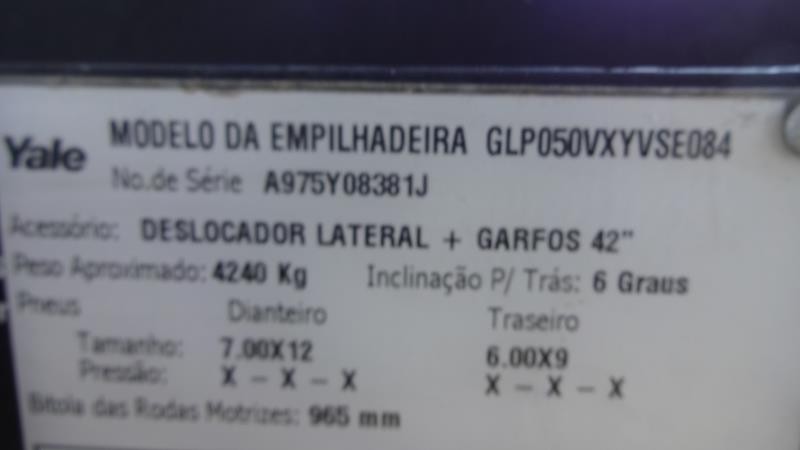 Yale MODELO DA EMPILHADEIRA GLP050VXYVSE084
No.de Série A975Y08381J
Acessório: DESLOCADOR LATERAL + GARFOS 42"
Peso Aproximado: 4240 Kg Inclinação P/ Trás: 6 Graus
Pneus Dianteiro Traseiro
Tamanho: 7.00X12 6.00X9
Pressão: X - X - X X - X - X
Bitola das Rodas Motrizes: 965 mm